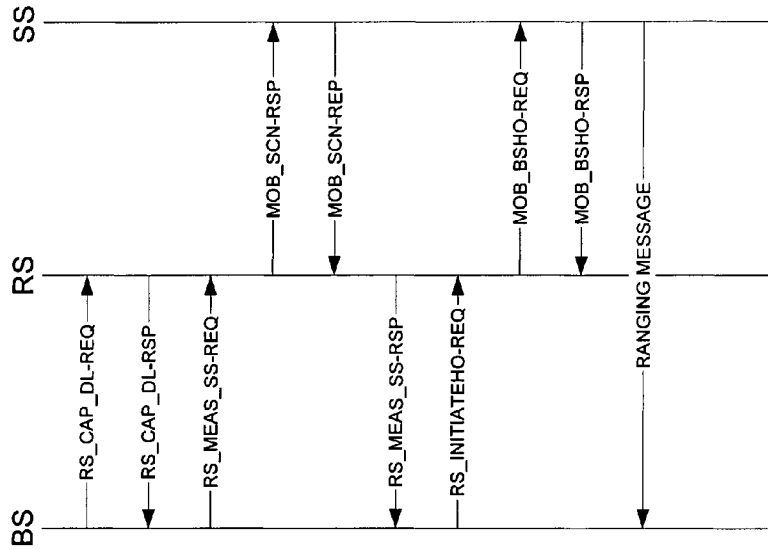 BS
RS
SS
RS_CAP_DL-REQ
RS_CAP_DL-RSP
RS_MEAS_SS-REQ
MOB_SCN-RSP
MOB_SCN-REP
RS_MEAS_SS-RSP
RS_INITIATEHO-REQ
MOB_BSHO-REQ
MOB_BSHO-RSP
RANGING MESSAGE